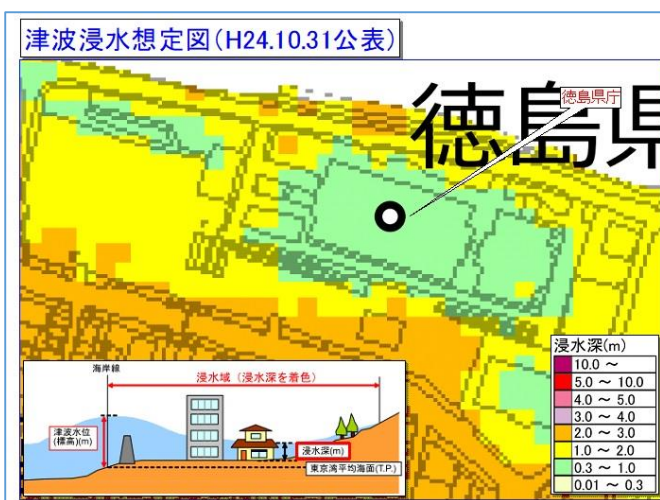 津波浸水想定図(H24.10.31公表)
徳島県
徳島県庁
海岸線
浸水域（浸水深を着色）
津波水位
(標高)(m)
浸水深(m)
東京湾平均海面(T.P.)
浸水深(m)
10.0 ～
5.0 ～ 10.0
4.0 ～ 5.0
3.0 ～ 4.0
2.0 ～ 3.0
1.0 ～ 2.0
0.3 ～ 1.0
0.01 ～ 0.3